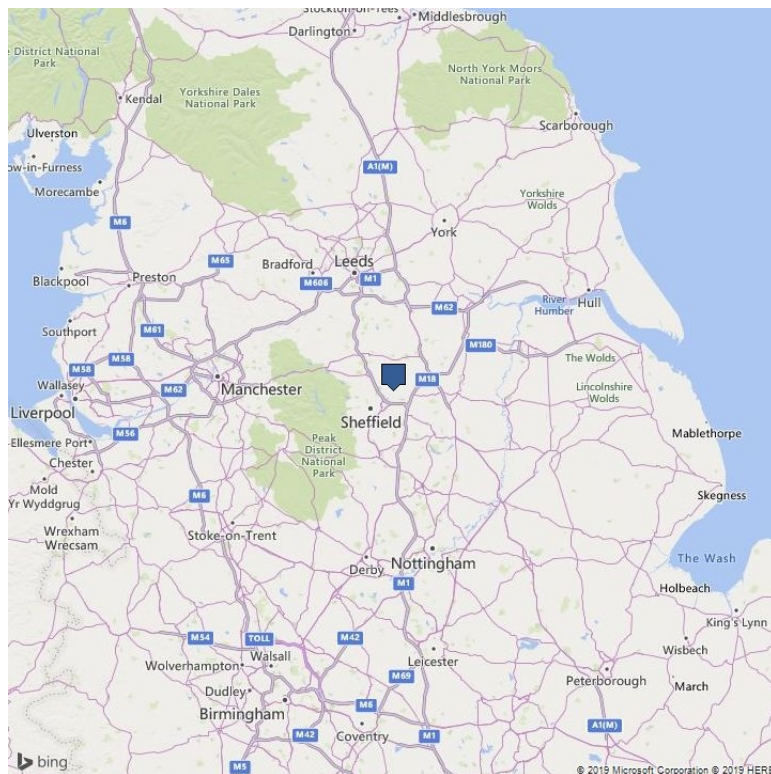 Stockton-on-Tees
Middlesbrough
Darlington
e District National
Park
Kendal
Yorkshire Dales
National Park
North York Moors
National Park
Scarborough
Ulverston
ow-in-Furness
Morecambe
A1(M)
Yorkshire
Wolds
M6
York
M65
Bradford
Leeds
M1
M606
Blackpool
Preston
M62
River
Humber
Hull
Southport
M61
M180
M58
M58
The Wolds
M18
Wallasey
M62
Manchester
Lincolnshire
Wolds
Liverpool
Sheffield
M56
-Ellesmere Port
Peak
District
National
Park
Mablethorpe
Chester
Mold
Yr Wyddgrug
M6
Skegness
Wrexham
Wrecsam
Stoke-on-Trent
Nottingham
Derby
The Wash
M1
Holbeach
King's Lynn
M54
TOLL
M42
Wisbech
Wolverhampton
Walsall
Leicester
Peterborough
March
Dudley
M69
Birmingham
M6
A1(M)
M42
Coventry
M1
bing
M5
© 2019 Microsoft Corporation © 2019 HERE